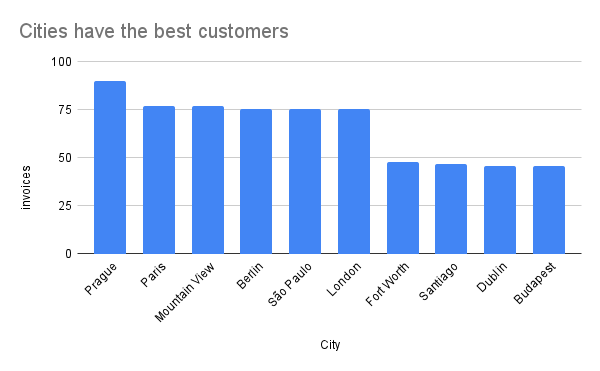 Cities have the best customers
100
75
50
25
0
invoices
Prague
Paris
Mountain View
Berlin
São Paulo
London
Fort Worth
Santiago
Dublin
Budapest
City